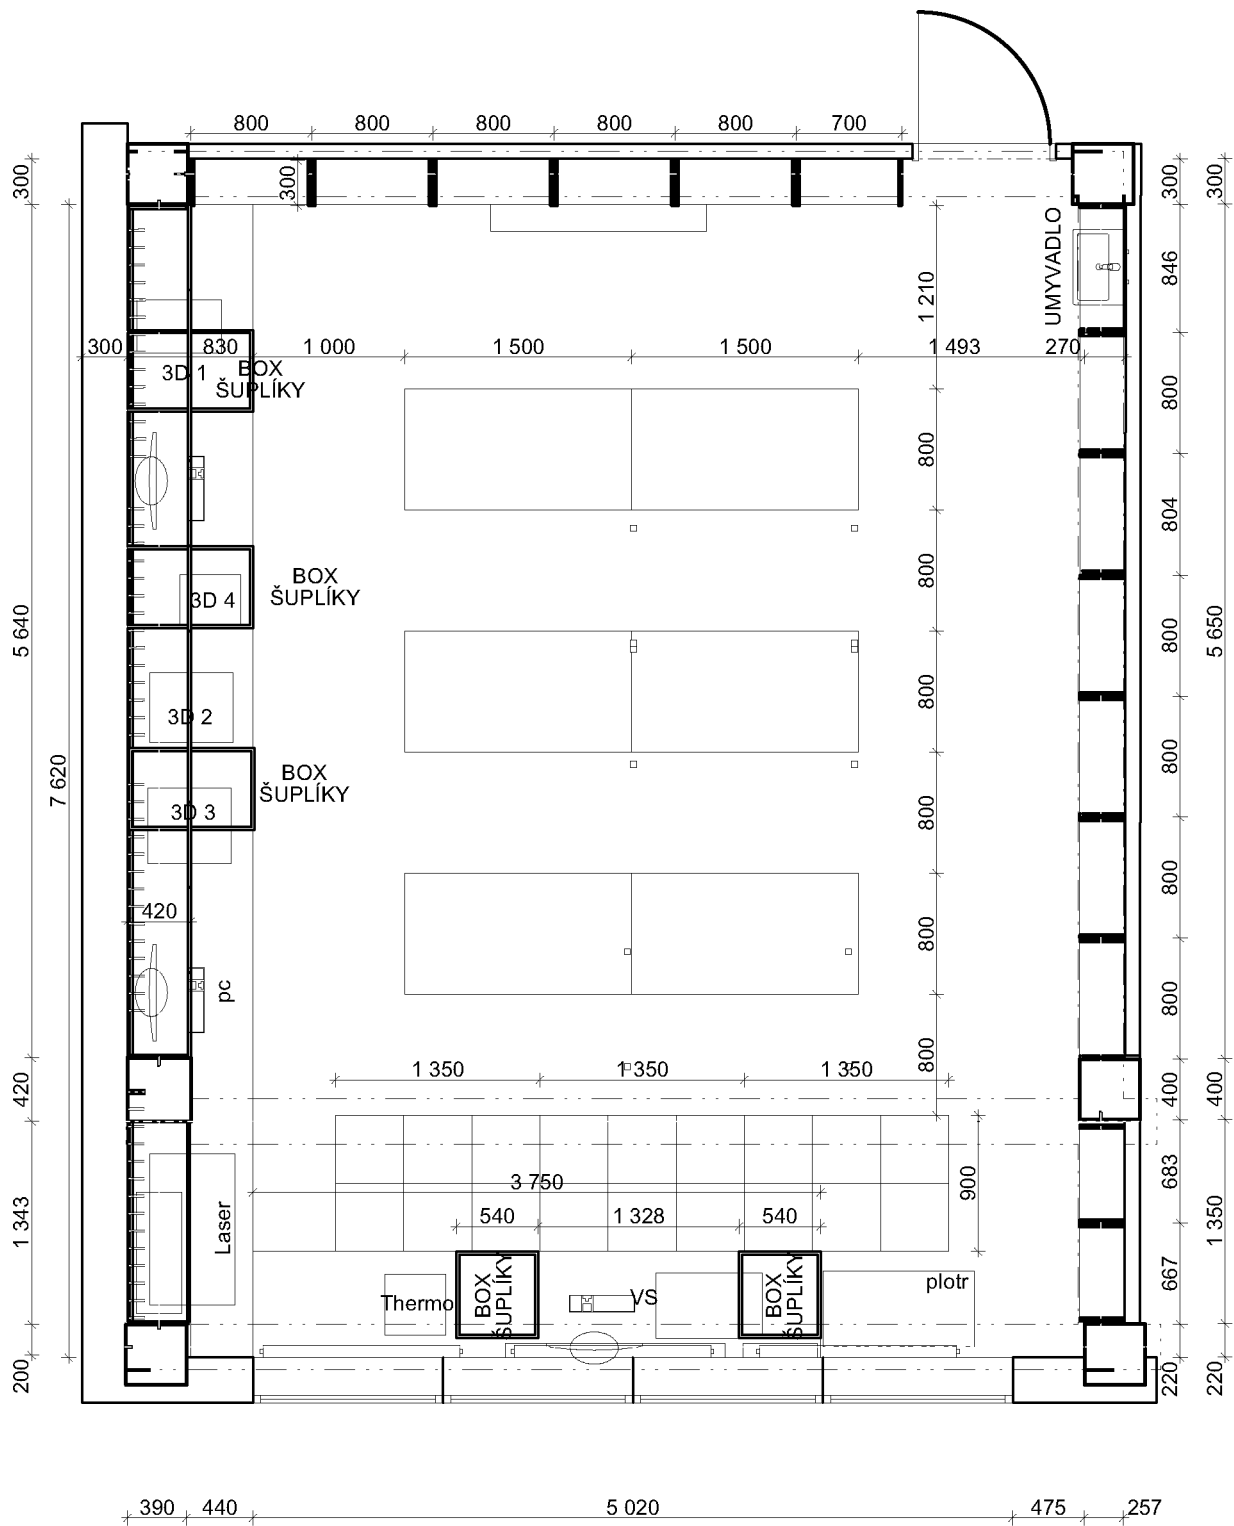 800 800 800 800 800 700
300
300
300
300
UMYVADLO
846
1 210
300 830 1 000 1 500 1 500 1 493 270
3D 1
BOX
ŠUPLÍKY
800
800
804
800
BOX
ŠUPLÍKY
3D 4
5 640
800
5 650
3D 2
800
7 620
800
BOX
ŠUPLÍKY
3D 3
800
800
420
800
pc
800
800
1 350 1 350 1 350
420
400
400
683
900
3 750
540 1 328 540
Laser
1 343
1 350
667
Thermo
BOX
ŠUPLÍKY
VS
BOX
ŠUPLÍKY
plotr
200
220
220
390 440 5 020 475 257